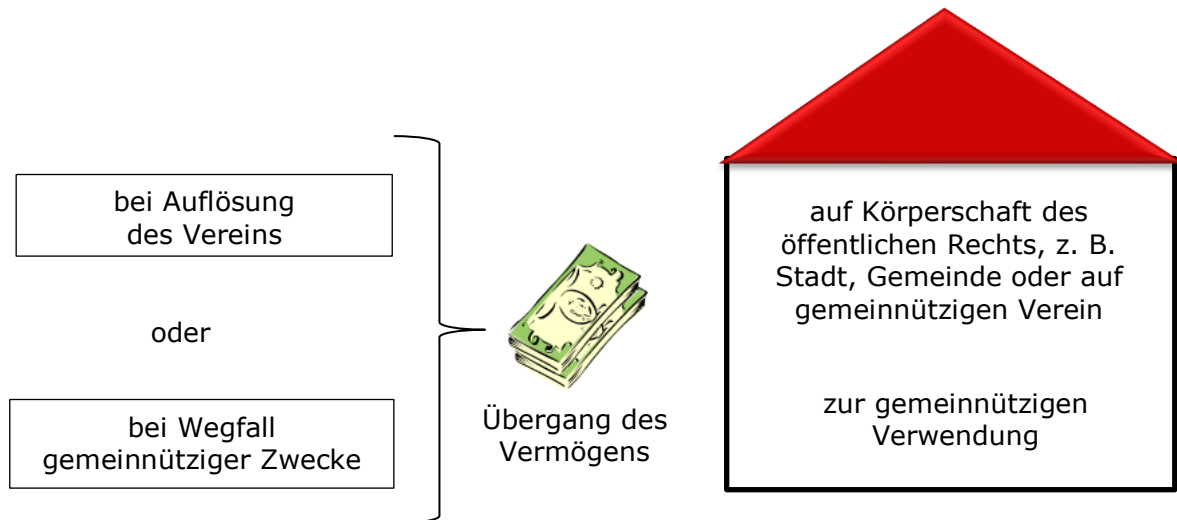 bei Auflösung
des Vereins
oder
bei Wegfall
gemeinnütziger Zwecke
Übergang des
Vermögens
auf Körperschaft des
öffentlichen Rechts, z. B.
Stadt, Gemeinde oder auf
gemeinnützigen Verein
zur gemeinnützigen
Verwendung